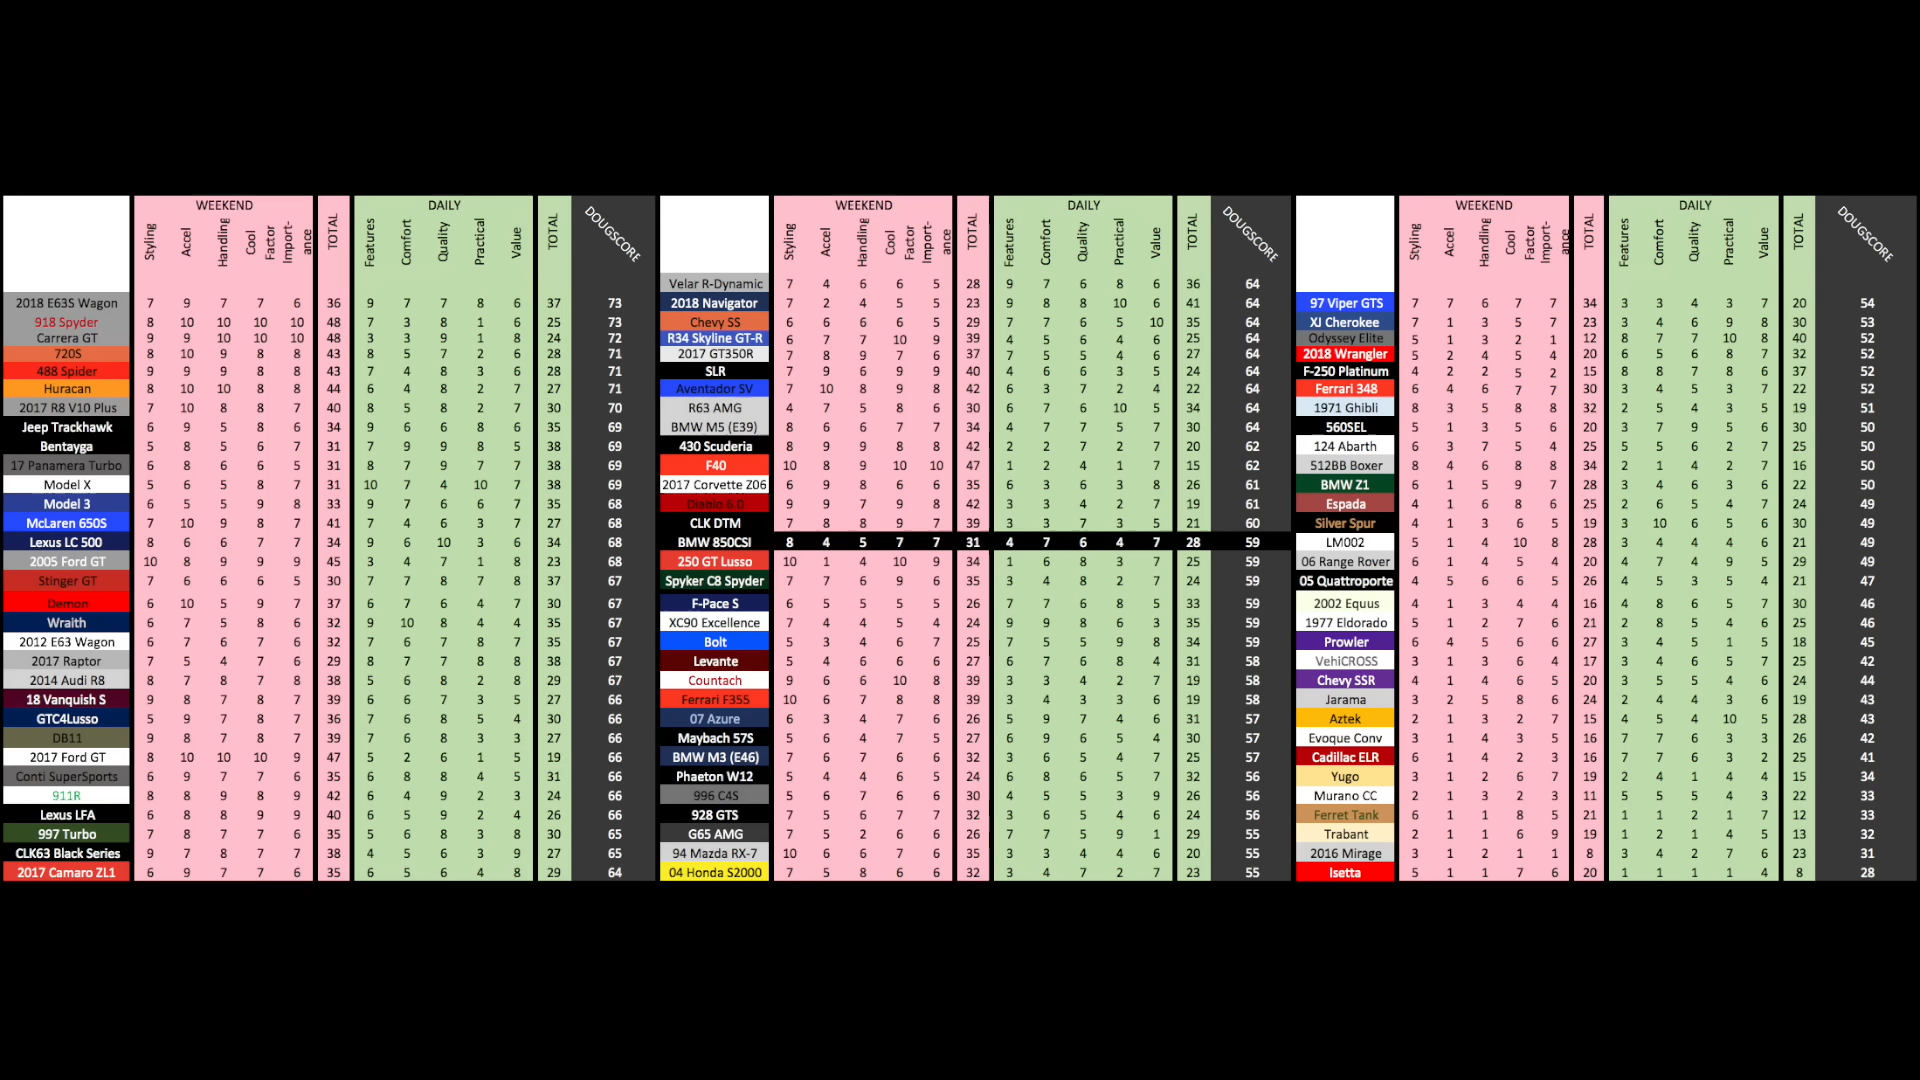 WEEKEND DAILY
Styling Accel Handling Cool Factor Import-ance TOTAL Features Comfort Quality Practical Value TOTAL DOUGSCORE
2018 E63S Wagon 7 9 7 7 6 36 9 7 7 8 6 37 73
918 Spyder 8 10 10 10 10 48 7 3 8 1 6 25 73
Carrera GT 9 9 10 10 10 48 3 3 9 1 8 24 72
720S 8 10 9 8 8 43 8 5 7 2 6 28 71
488 Spider 9 9 9 8 8 43 7 4 8 3 6 28 71
Huracan 8 10 10 8 8 44 6 4 8 2 7 27 71
2017 R8 V10 Plus 7 10 8 8 7 40 8 5 8 2 7 30 70
Jeep Trackhawk 6 9 5 8 6 34 9 6 6 8 6 35 69
Bentayga 5 8 5 6 7 31 7 9 9 8 5 38 69
17 Panamera Turbo 6 8 6 6 5 31 8 7 9 7 7 38 69
Model X 5 6 5 8 7 31 10 7 4 10 7 38 69
Model 3 6 5 5 9 8 33 9 7 6 6 7 35 68
McLaren 650S 7 10 9 8 7 41 7 4 6 3 7 27 68
Lexus LC 500 8 6 6 7 7 34 9 6 10 3 6 34 68
2005 Ford GT 10 8 9 9 9 45 3 4 7 1 8 23 68
Stinger GT 7 6 6 6 5 30 7 7 8 7 8 37 67
Demon 6 10 5 9 7 37 6 7 6 4 7 30 67
Wraith 6 7 5 8 6 32 9 10 8 4 4 35 67
2012 E63 Wagon 6 7 6 7 6 32 7 6 7 8 7 35 67
2017 Raptor 7 5 4 7 6 29 8 7 7 8 8 38 67
2014 Audi R8 8 7 8 7 8 38 5 6 8 2 8 29 67
18 Vanquish S 9 8 7 8 7 39 6 6 7 3 5 27 66
GTC4Lusso 5 9 7 8 7 36 7 6 8 5 4 30 66
DB11 9 8 7 8 7 39 7 6 8 3 3 27 66
2017 Ford GT 8 10 10 10 9 47 5 2 6 1 5 19 66
Conti SuperSports 6 9 7 7 6 35 6 8 8 4 5 31 66
911R 8 8 9 8 9 42 6 4 9 2 3 24 66
Lexus LFA 6 8 8 9 9 40 6 5 9 2 4 26 66
997 Turbo 7 8 7 7 6 35 5 6 8 3 8 30 65
CLK63 Black Series 9 7 8 7 7 38 4 5 6 3 9 27 65
2017 Camaro ZL1 6 9 7 7 6 35 6 5 6 4 8 29 64
WEEKEND DAILY
Styling Accel Handling Cool Factor Import-ance TOTAL Features Comfort Quality Practical Value TOTAL DOUGSCORE
Velar R-Dynamic 7 4 6 6 5 28 9 7 6 8 6 36 64
2018 Navigator 7 2 4 5 5 23 9 8 8 10 6 41 64
Chevy SS 6 6 6 6 5 29 7 7 6 5 10 35 64
R34 Skyline GT-R 6 7 7 10 9 39 4 5 6 4 6 25 64
2017 GT350R 7 8 9 7 6 37 7 5 5 4 6 27 64
SLR 7 9 6 9 9 40 4 6 6 3 5 24 64
Aventador SV 7 10 8 9 8 42 6 3 7 2 4 22 64
R63 AMG 4 7 5 8 6 30 6 7 6 10 5 34 64
BMW M5 (E39) 8 6 6 7 7 34 4 7 7 5 7 30 64
430 Scuderia 8 9 9 8 8 42 2 2 7 2 7 20 62
F40 10 8 9 10 10 47 1 2 4 1 7 15 62
2017 Corvette Z06 6 9 8 6 6 35 6 3 6 3 8 26 61
Diablo 6.0 9 9 7 9 8 42 3 3 4 2 7 19 61
CLK DTM 7 8 8 9 7 39 3 3 7 3 5 21 60
BMW 850CSI 8 4 5 7 7 31 4 7 6 4 7 28 59
250 GT Lusso 10 1 4 10 9 34 1 6 8 3 7 25 59
Spyker C8 Spyder 7 7 6 9 6 35 3 4 8 2 7 24 59
F-Pace S 6 5 5 5 5 26 7 7 6 8 5 33 59
XC90 Excellence 7 4 4 5 4 24 9 9 8 6 3 35 59
Bolt 5 3 4 6 7 25 7 5 5 9 8 34 59
Levante 5 4 6 6 6 27 6 7 6 8 4 31 58
Countach 9 6 6 10 8 39 3 3 4 2 7 19 58
Ferrari F355 10 6 7 8 8 39 3 4 3 3 6 19 58
07 Azure 6 3 4 7 6 26 5 9 7 4 6 31 57
Maybach 57S 5 6 4 7 5 27 6 9 6 5 4 30 57
BMW M3 (E46) 7 6 7 6 6 32 4 5 6 4 6 25 57
Phaeton W12 5 4 4 6 5 24 6 8 6 5 7 32 56
996 C4S 5 6 7 6 6 30 4 5 5 3 9 26 56
928 GTS 7 5 6 7 7 32 3 6 5 4 6 24 56
G65 AMG 7 5 2 6 6 26 7 7 5 9 1 29 55
94 Mazda RX-7 10 6 6 7 6 35 3 3 4 4 6 20 55
04 Honda S2000 7 5 8 6 6 32 3 4 7 2 7 23 55
WEEKEND DAILY
Styling Accel Handling Cool Factor Import-ance TOTAL Features Comfort Quality Practical Value TOTAL DOUGSCORE
97 Viper GTS 7 7 6 7 7 34 3 3 4 3 7 20 54
XJ Cherokee 7 1 3 5 7 23 3 4 6 9 8 30 53
Odyssey Elite 5 1 3 2 1 12 8 7 7 10 8 40 52
2018 Wrangler 5 2 4 5 4 20 6 5 6 8 7 32 52
F-250 Platinum 4 2 2 5 2 15 8 8 7 8 6 37 52
Ferrari 348 6 4 6 7 7 30 3 4 5 3 7 22 52
1971 Ghibli 8 3 5 8 8 32 2 5 4 3 5 19 51
560SEL 5 1 3 5 6 20 3 7 9 5 6 30 50
124 Abarth 6 3 7 5 4 25 5 5 6 2 7 25 50
512BB Boxer 8 4 6 8 8 34 2 1 4 2 7 16 50
BMW Z1 6 1 5 9 7 28 3 4 6 3 6 22 50
Espada 4 1 6 8 6 25 2 6 5 4 7 24 49
Silver Spur 4 1 3 6 5 19 3 10 6 5 6 30 49
LM002 5 1 4 10 8 28 3 4 4 4 6 21 49
06 Range Rover 6 1 4 5 4 20 4 7 4 9 5 29 49
05 Quattroporte 4 5 6 6 5 26 4 5 3 5 4 21 47
2002 Equus 4 1 3 4 4 16 4 8 6 5 7 30 46
1977 Eldorado 5 1 2 7 6 21 2 8 5 4 6 25 46
Prowler 6 4 5 6 6 27 3 4 5 1 5 18 45
VehiCROSS 3 1 3 6 4 17 3 4 6 5 7 25 42
Chevy SSR 4 1 4 6 5 20 3 5 5 4 6 24 44
Jarama 3 2 5 8 6 24 2 4 4 3 6 19 43
Aztek 2 1 3 2 7 15 4 5 4 10 5 28 43
Evoque Conv 4 1 3 3 5 16 7 7 6 3 3 26 42
Cadillac ELR 6 1 4 2 3 16 7 7 6 3 2 25 41
Yugo 3 1 2 6 7 19 2 4 1 4 4 15 34
Murano CC 2 1 3 2 3 11 5 5 5 4 3 22 33
Ferret Tank 6 1 1 8 5 21 1 1 2 1 7 12 33
Trabant 2 1 1 6 9 19 1 2 1 4 5 13 32
2016 Mirage 3 1 2 1 1 8 3 4 2 7 6 23 31
Isetta 5 1 1 7 6 20 1 1 1 1 4 8 28